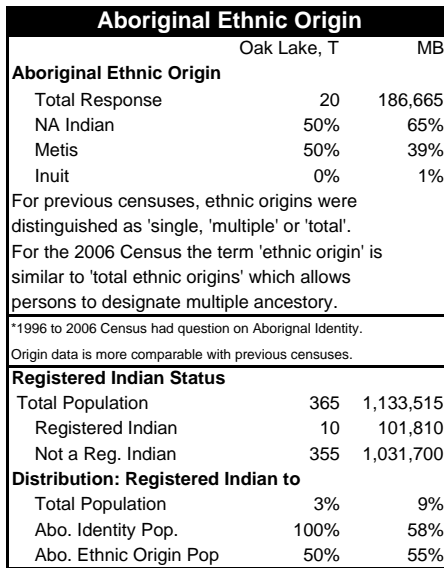 Aboriginal Ethnic Origin
Oak Lake, T MB
Aboriginal Ethnic Origin
Total Response 20 186,665
NA Indian 50% 65%
Metis 50% 39%
Inuit 0% 1%
For previous censuses, ethnic origins were
distinguished as 'single, 'multiple' or 'total'.
For the 2006 Census the term 'ethnic origin' is
similar to 'total ethnic origins' which allows
persons to designate multiple ancestory.
*1996 to 2006 Census had question on Aborignal Identity.
Origin data is more comparable with previous censuses.
Registered Indian Status
Total Population 365 1,133,515
Registered Indian 10 101,810
Not a Reg. Indian 355 1,031,700
Distribution: Registered Indian to
Total Population 3% 9%
Abo. Identity Pop. 100% 58%
Abo. Ethnic Origin Pop 50% 55%